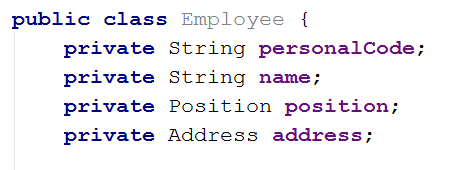 public class Employee {
    private String personalCode;
    private String name;
    private Position position;
    private Address address;